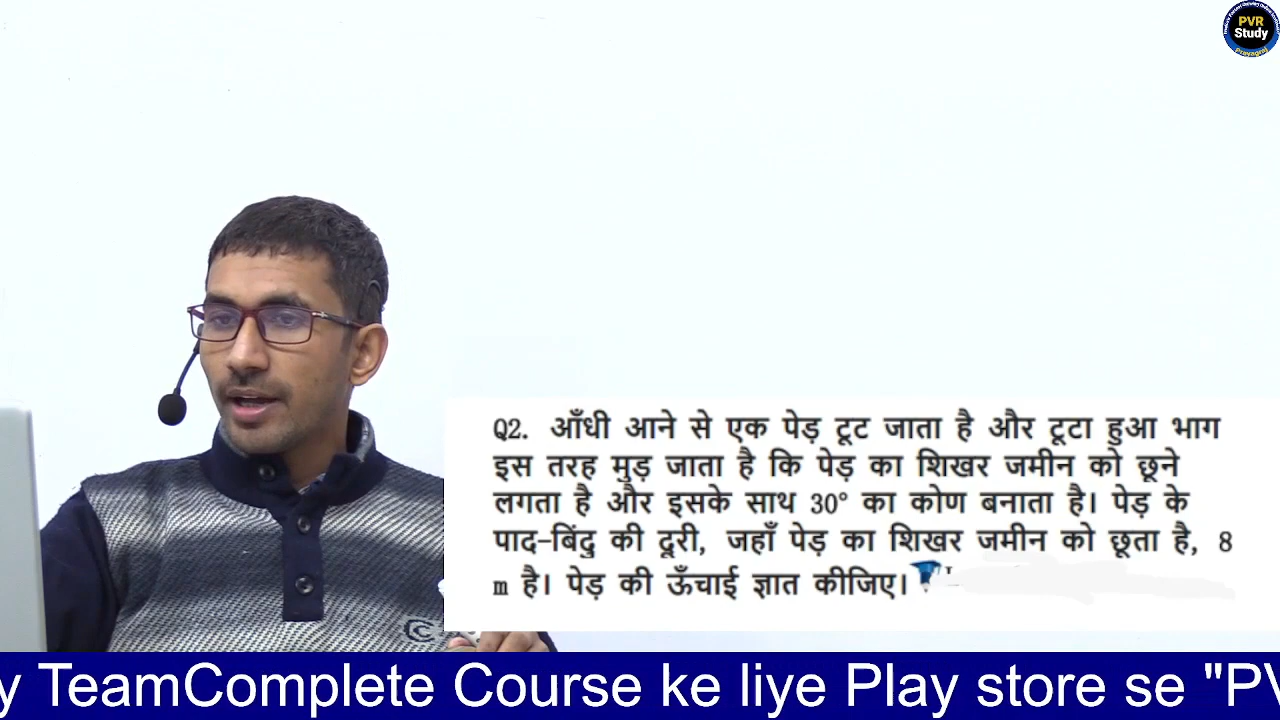 PVR
Study
Prayagraj
Q2. आँधी आने से एक पेड़ टूट जाता है और टूटा हुआ भाग
इस तरह मुड़ जाता है कि पेड़ का शिखर जमीन को छूने
लगता है और इसके साथ 30° का कोण बनाता है। पेड़ के
पाद-बिंदु की दूरी, जहाँ पेड़ का शिखर जमीन को छूता है, 8
m है। पेड़ की ऊँचाई ज्ञात कीजिए।
y TeamComplete Course ke liye Play store se "PV